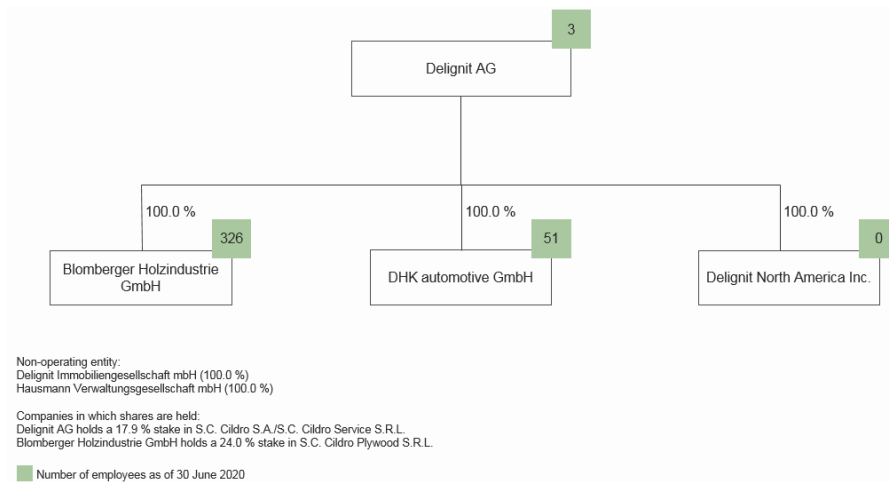 3
Delignit AG
100.0 %
100.0 %
100.0 %
326
51
0
Blomberger Holzindustrie
GmbH
DHK automotive GmbH
Delignit North America Inc.
Non-operating entity:
Delignit Immobiliengesellschaft mbH (100.0 %)
Hausmann Verwaltungsgesellschaft mbH (100.0 %)
Companies in which shares are held:
Delignit AG holds a 17.9 % stake in S.C. Cildro S.A./S.C. Cildro Service S.R.L.
Blomberger Holzindustrie GmbH holds a 24.0 % stake in S.C. Cildro Plywood S.R.L.
Number of employees as of 30 June 2020